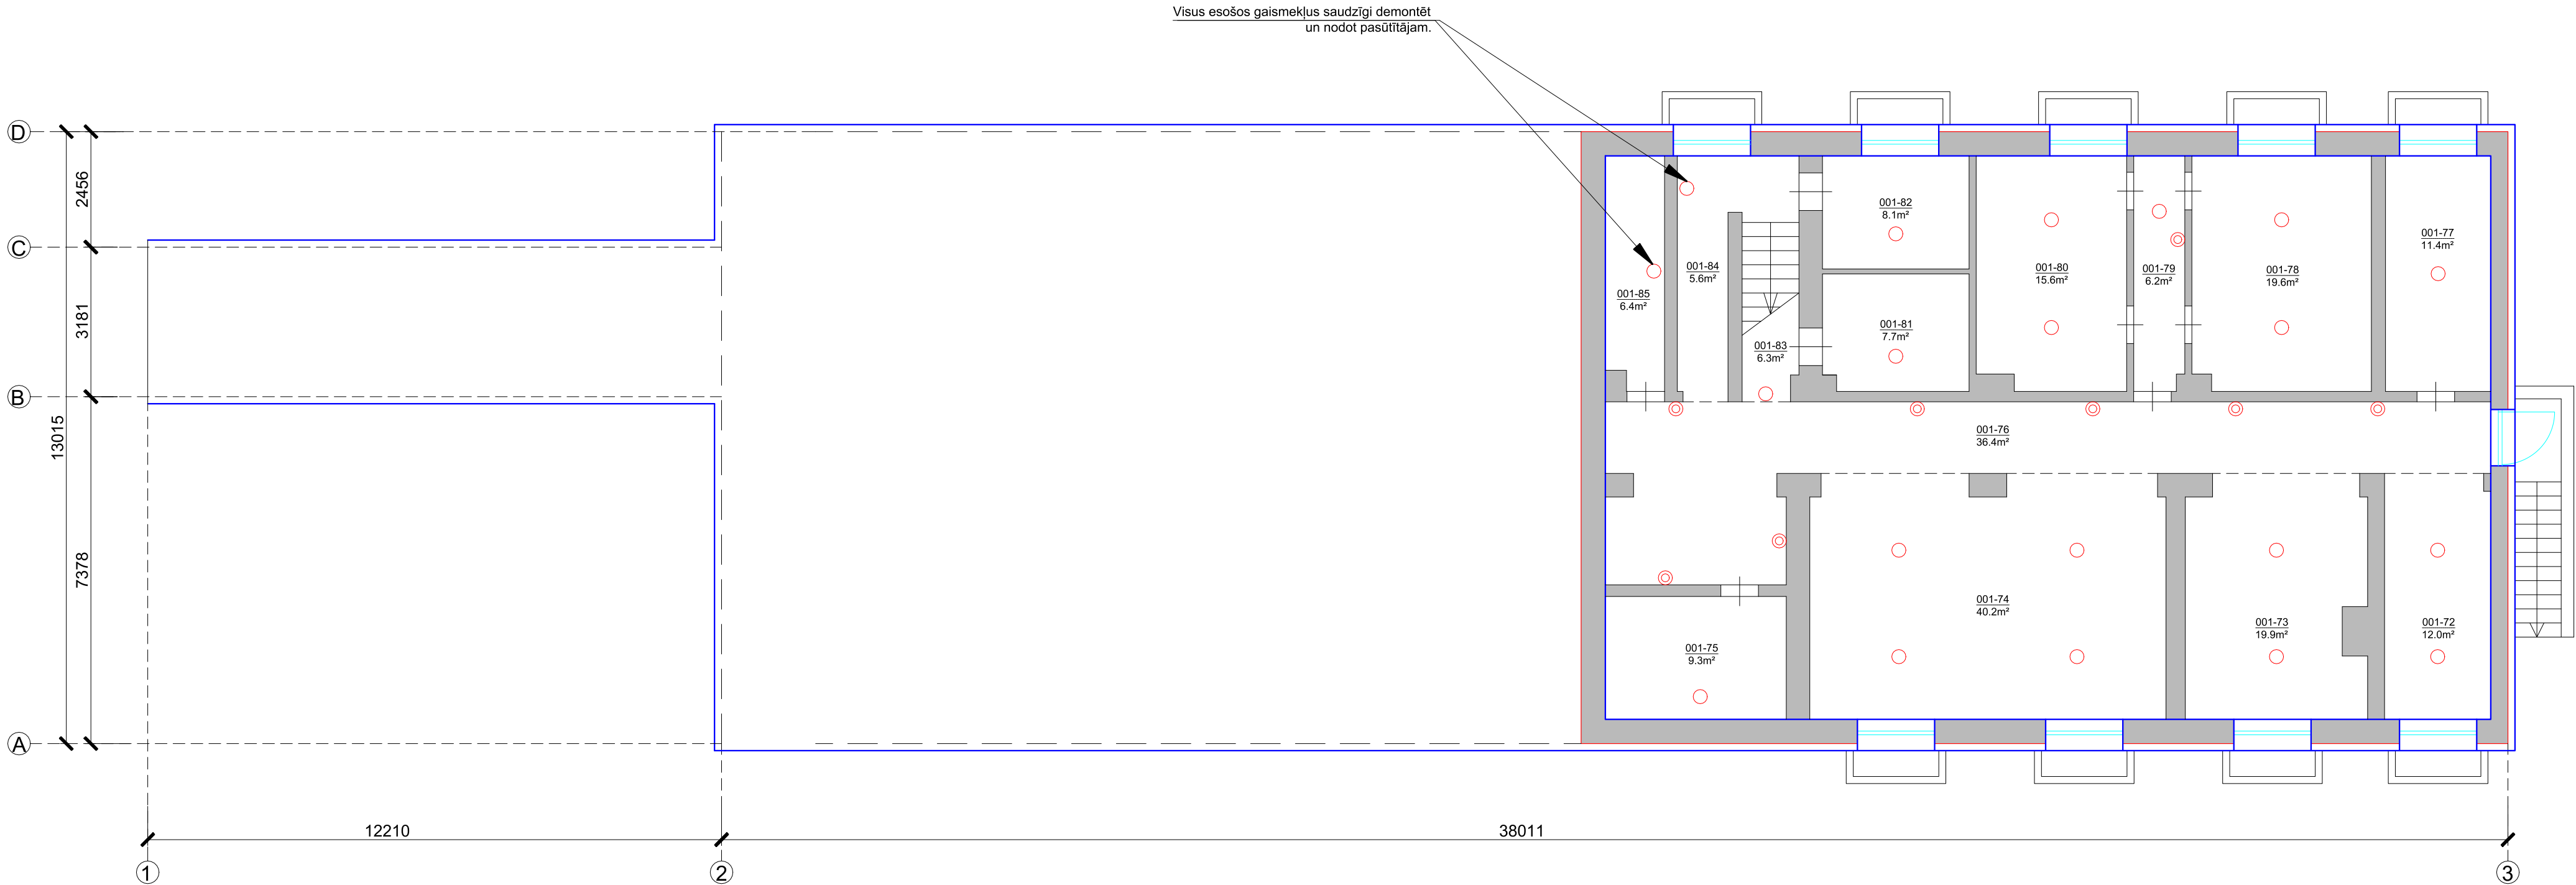 Visus esošos gaismekļus saudzīgi demontēt
un nodot pasūtītājam.
D
C
B
A
13015
2456
3181
7378
001-82
8.1m²
001-77
11.4m²
001-84
5.6m²
001-80
15.6m²
001-79
6.2m²
001-78
19.6m²
001-85
6.4m²
001-81
7.7m²
001-83
6.3m²
001-76
36.4m²
001-74
40.2m²
001-73
19.9m²
001-72
12.0m²
001-75
9.3m²
12210
38011
1
2
3